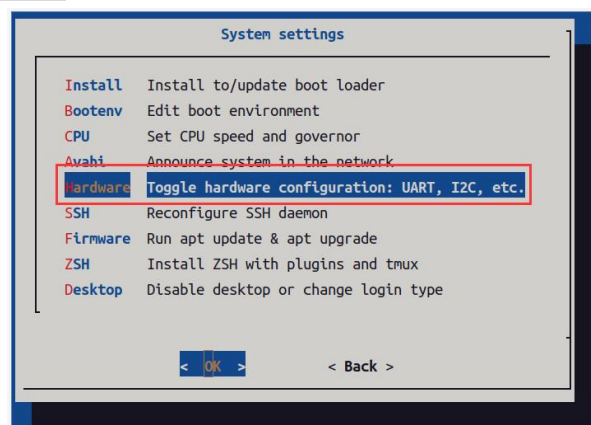 System settings
Install Install to/update boot loader
Bootenv Edit boot environment
CPU Set CPU speed and governor
Avahi Announce system in the network
Hardware Toggle hardware configuration: UART, I2C, etc.
SSH Reconfigure SSH daemon
Firmware Run apt update & apt upgrade
ZSH Install ZSH with plugins and tmux
Desktop Disable desktop or change login type
< OK > < Back >